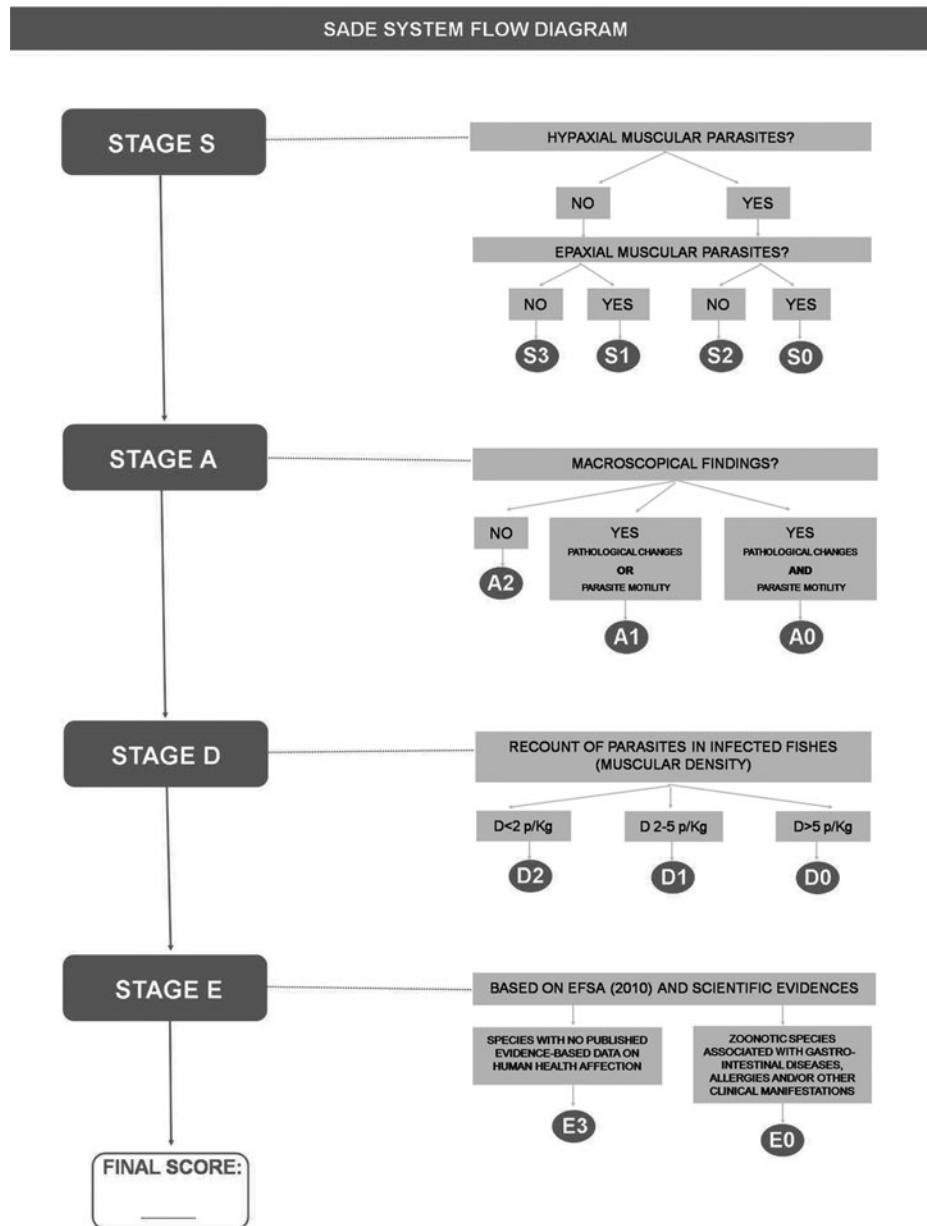 SADE SYSTEM FLOW DIAGRAM
STAGE S
HYPAXIAL MUSCULAR PARASITES?
NO
YES
EPAXIAL MUSCULAR PARASITES?
NO
YES
NO
YES
S3
S1
S2
S0
STAGE A
MACROSCOPICAL FINDINGS?
NO
A2
YES
PATHOLOGICAL CHANGES
OR
PARASITE MOTILITY
A1
YES
PATHOLOGICAL CHANGES
AND
PARASITE MOTILITY
A0
STAGE D
RECOUNT OF PARASITES IN INFECTED FISHES
(MUSCULAR DENSITY)
D<2 p/Kg
D 2-5 p/Kg
D>5 p/Kg
D2
D1
D0
STAGE E
BASED ON EFSA (2010) AND SCIENTIFIC EVIDENCES
SPECIES WITH NO PUBLISHED
EVIDENCE-BASED DATA ON
HUMAN HEALTH AFFECTION
E3
ZOONOTIC SPECIES
ASSOCIATED WITH GASTRO-
INTESTINAL DISEASES,
ALLERGIES AND/OR OTHER
CLINICAL MANIFESTATIONS
E0
FINAL SCORE: